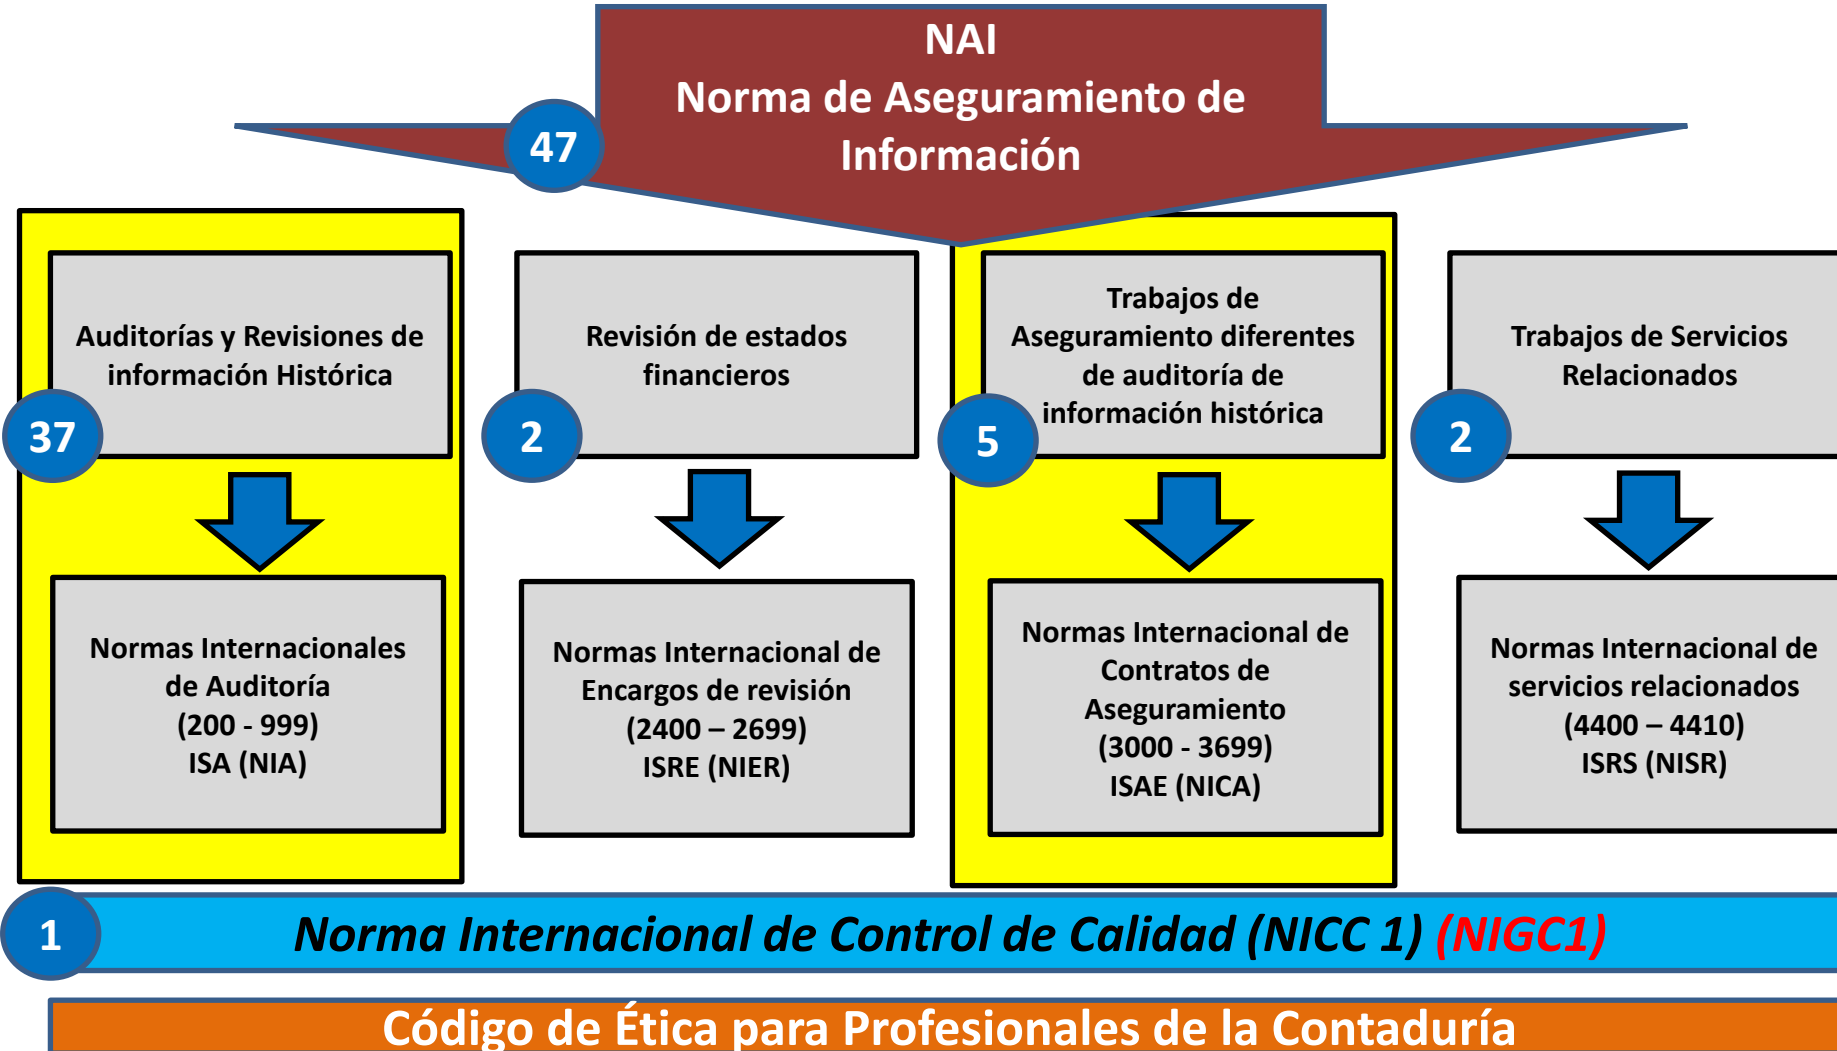 NAI
Norma de Aseguramiento de
Información
47
Auditorías y Revisiones de
información Histórica
37
Normas Internacionales
de Auditoría
(200 - 999)
ISA (NIA)
Revisión de estados
financieros
2
Normas Internacional de
Encargos de revisión
(2400 – 2699)
ISRE (NIER)
Trabajos de
Aseguramiento diferentes
de auditoría de
información histórica
5
Normas Internacional de
Contratos de
Aseguramiento
(3000 - 3699)
ISAE (NICA)
Trabajos de Servicios
Relacionados
2
Normas Internacional de
servicios relacionados
(4400 – 4410)
ISRS (NISR)
1
Norma Internacional de Control de Calidad (NICC 1) (NIGC1)
Código de Ética para Profesionales de la Contaduría